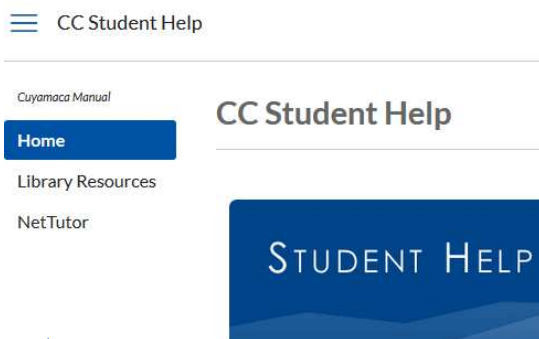 CC Student Help
Cuyamaca Manual
CC Student Help
Home
Library Resources
NetTutor
STUDENT HELP